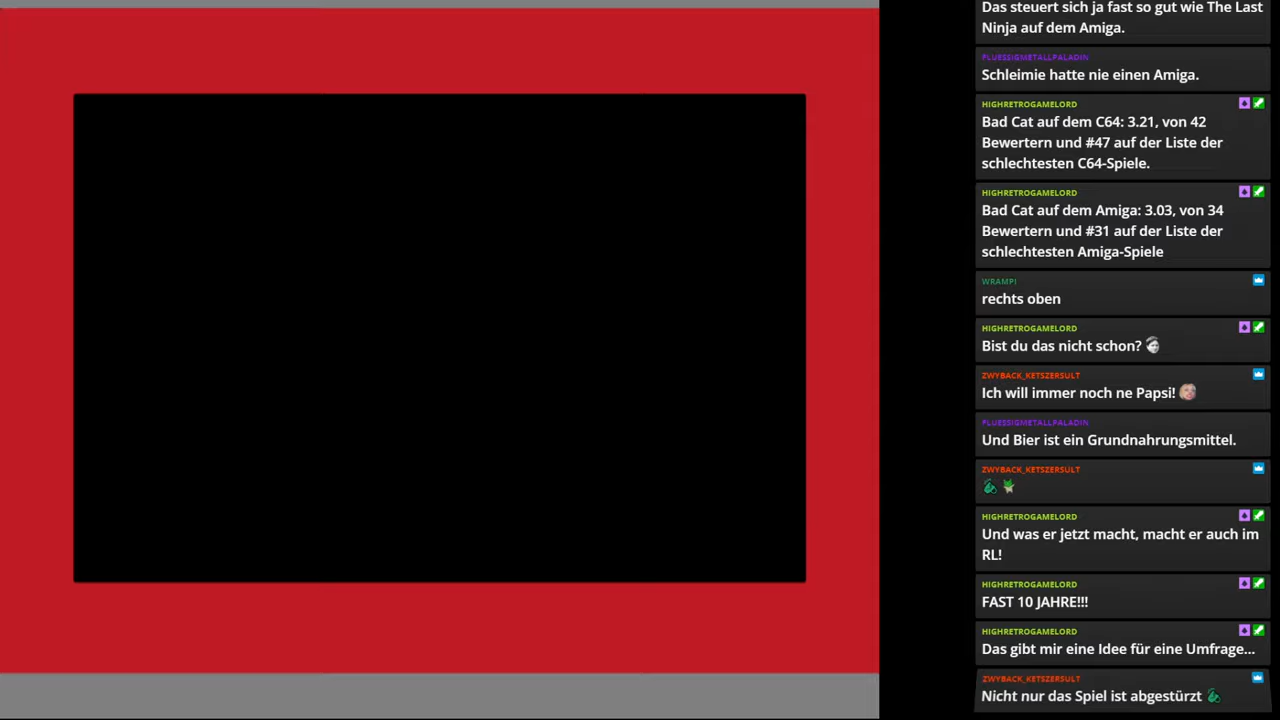 Das steuert sich ja fast so gut wie The Last
Ninja auf dem Amiga.
FLUESSIGMETALLPALADIN
Schleimie hatte nie einen Amiga.
HIGHRETROGAMELORD
Bad Cat auf dem C64: 3.21, von 42
Bewertern und #47 auf der Liste der
schlechtesten C64-Spiele.
HIGHRETROGAMELORD
Bad Cat auf dem Amiga: 3.03, von 34
Bewertern und #31 auf der Liste der
schlechtesten Amiga-Spiele
WRAMP!
rechts oben
HIGHRETROGAMELORD
Bist du das nicht schon?
ZWYBACK_KETSZERSULT
Ich will immer noch ne Papsi!
FLUESSIGMETALLPALADIN
Und Bier ist ein Grundnahrungsmittel.
ZWYBACK_KETSZERSULT
HIGHRETROGAMELORD
Und was er jetzt macht, macht er auch im
RL!
HIGHRETROGAMELORD
FAST 10 JAHRE!!!
HIGHRETROGAMELORD
Das gibt mir eine Idee für eine Umfrage...
ZWYBACK_KETSZERSULT
Nicht nur das Spiel ist abgestürzt